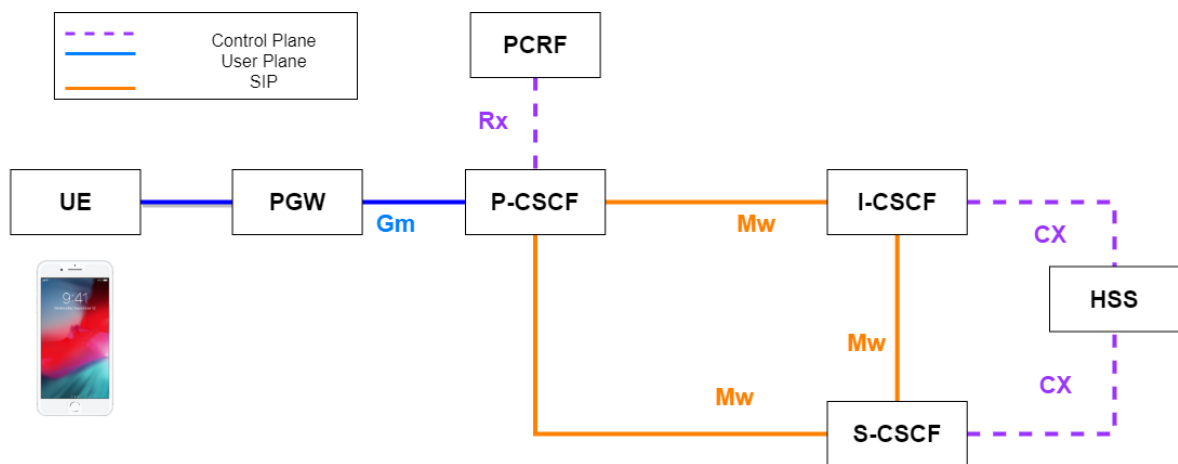 Control Plane
User Plane
SIP
PCRF
Rx
UE
PGW
Gm
P-CSCF
Mw
I-CSCF
CX
HSS
9:41
Mw
CX
Mw
S-CSCF